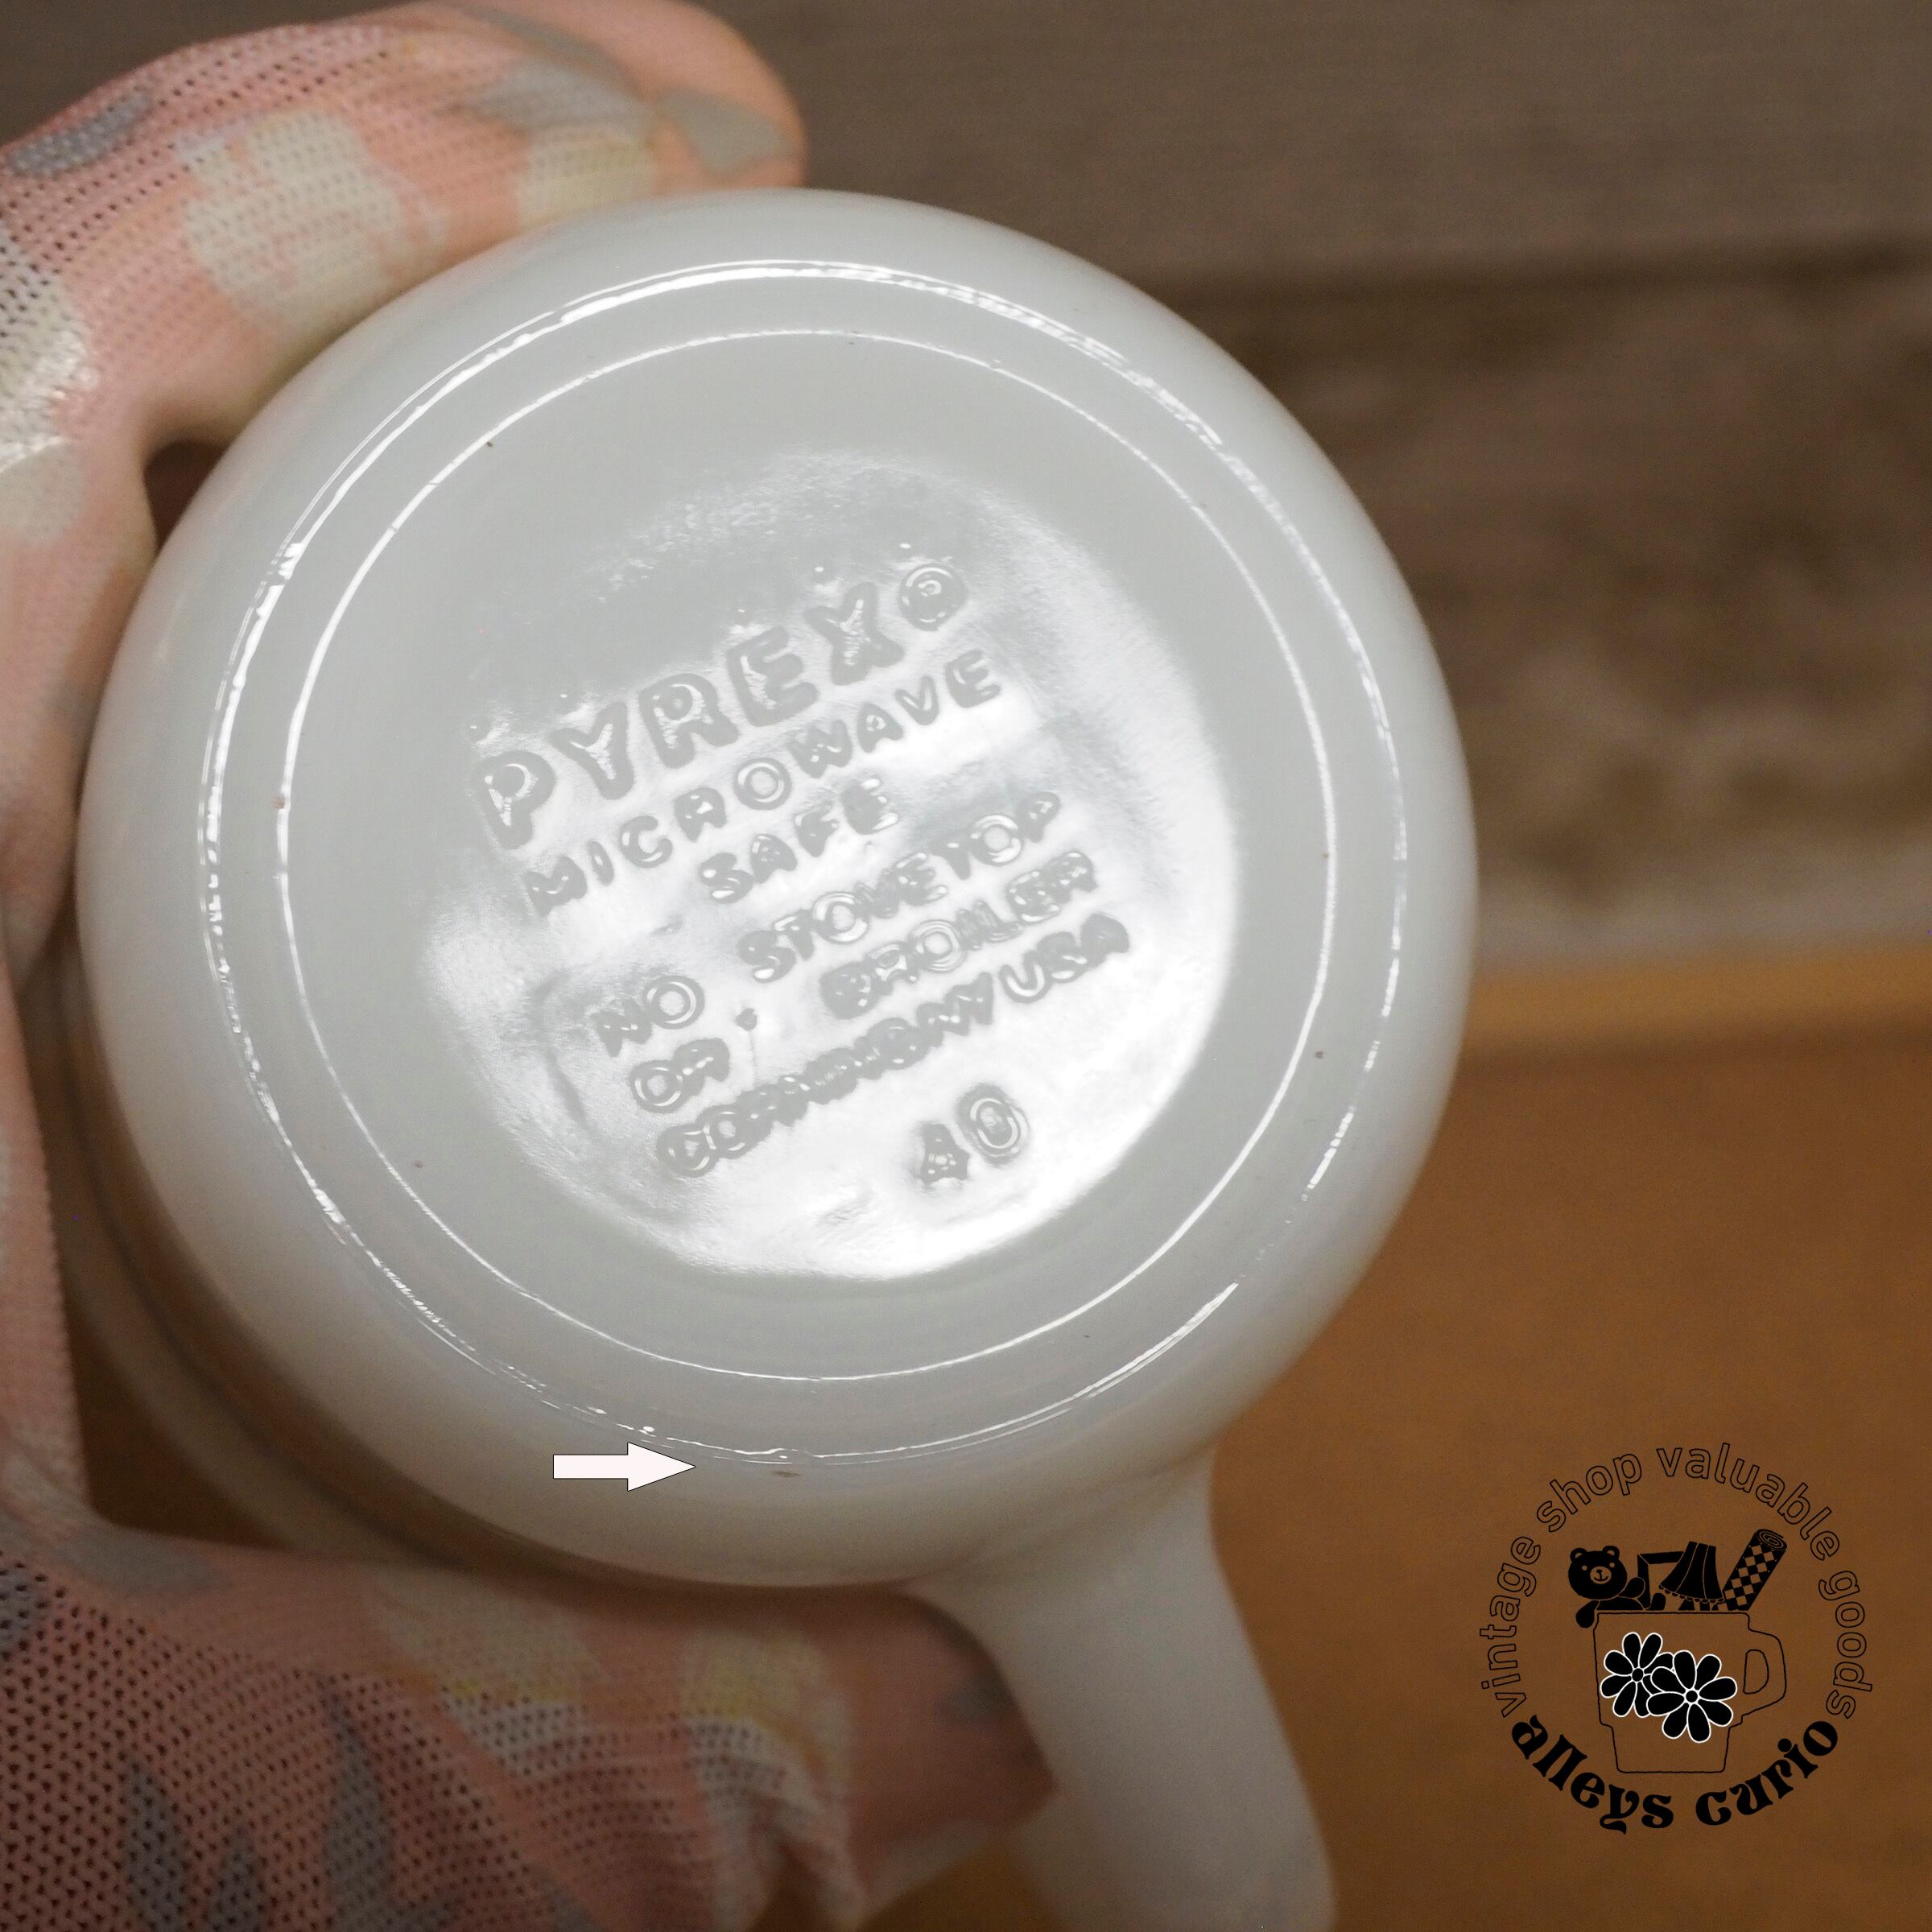 PYREX®
MICROWAVE
SAFE
NO STOVETOP
OR BROILER
CORNING NY USA
40
vintage shop valuable goods
alleys curio